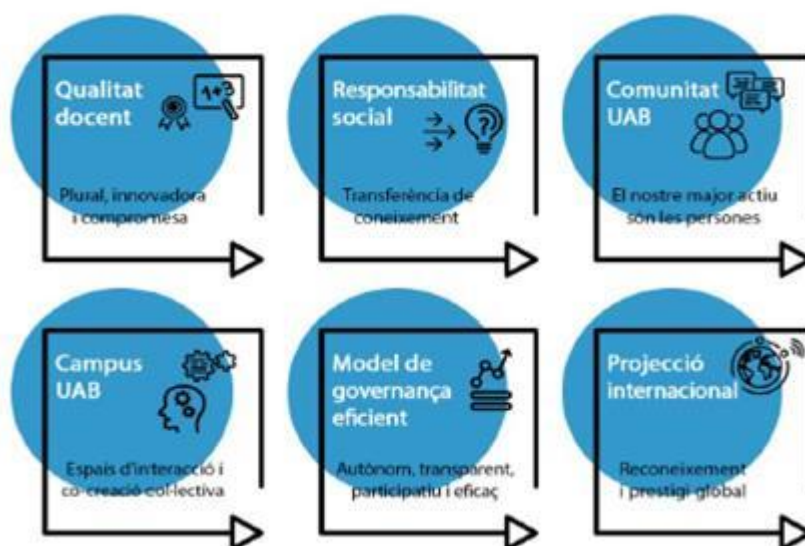 Qualitat
docent
1+3
Plural, innovadora
i compromesa
Responsabilitat
social
?
Transferència de
coneixement
Comunitat
UAB
El nostre major actiu
són les persones
Campus
UAB
Espais d'interacció i
co-creació col·lectiva
Model de
governança
eficient
Autònom, transparent,
participatiu i eficaç
Projecció
internacional
Reconeixement
i prestigi global